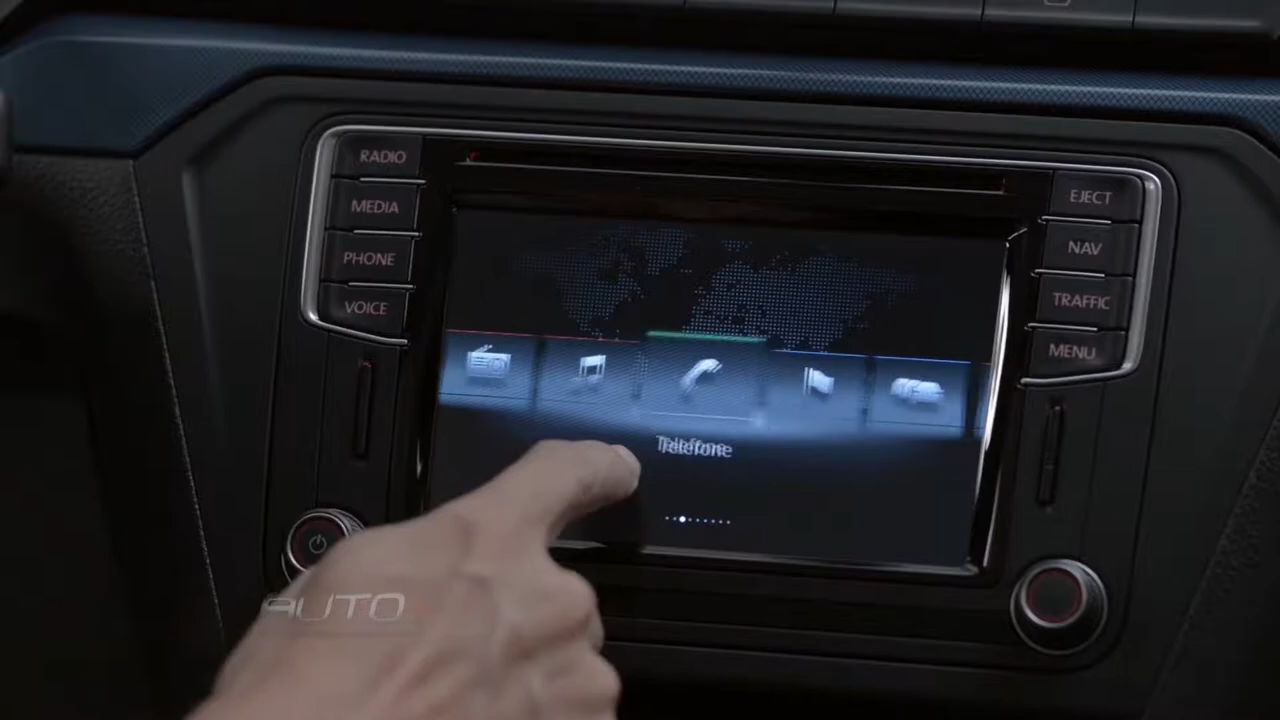 RADIO
MEDIA
PHONE
VOICE
EJECT
NAV
TRAFFIC
MENU
Telefone
AUTO